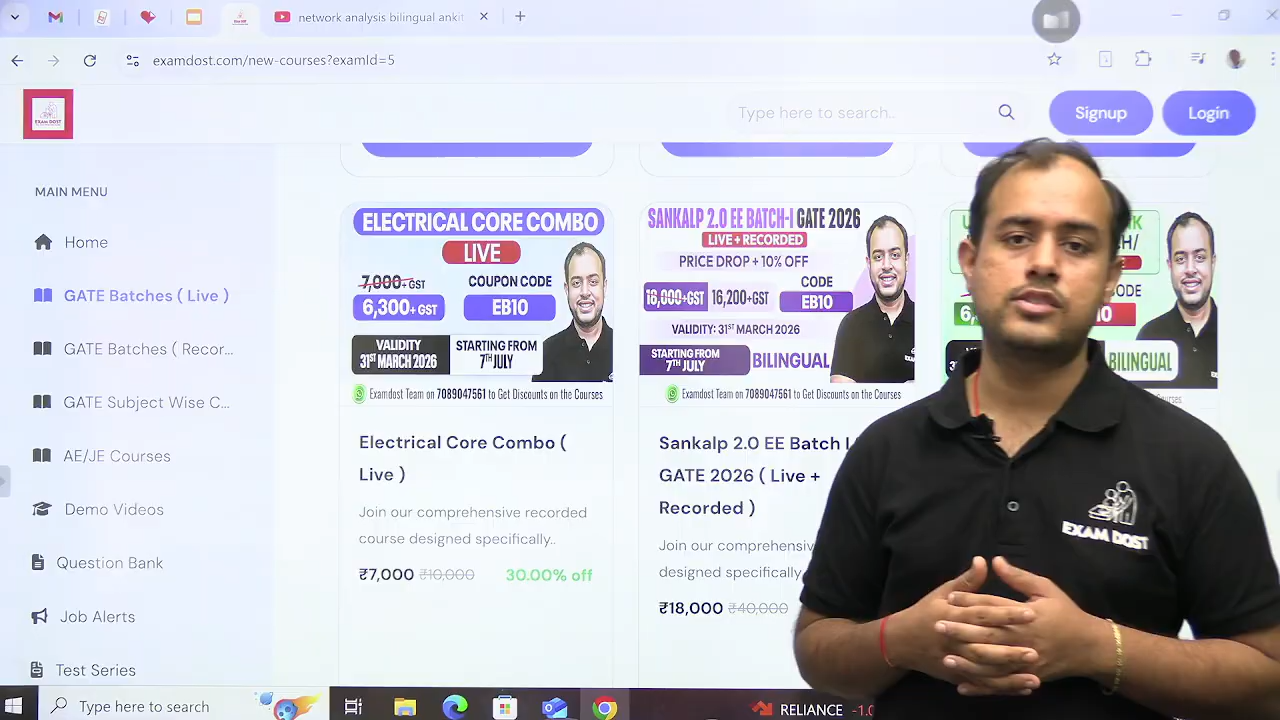 network analysis bilingual ankit
examdost.com/new-courses?examId=5
EXAM DOST
Type here to search..
Signup
Login
MAIN MENU
Home
GATE Batches ( Live )
GATE Batches ( Recor...
GATE Subject Wise C...
AE/JE Courses
Demo Videos
Question Bank
Job Alerts
Test Series
ELECTRICAL CORE COMBO
LIVE
7,000+GST
COUPON CODE
6,300+GST
EB10
VALIDITY
31ST MARCH 2026
STARTING FROM
7TH JULY
Examdost Team on 7089047561 to Get Discounts on the Courses
Electrical Core Combo (
Live )
Join our comprehensive recorded
course designed specifically..
₹7,000 ₹10,000 30.00% off
SANKALP 2.0 EE BATCH-I GATE 2026
LIVE+RECORDED
PRICE DROP + 10% OFF
18,000+GST 16,200+GST
CODE
EB10
VALIDITY: 31ST MARCH 2026
STARTING FROM
7TH JULY
BILINGUAL
Examdost Team on 7089047561 to Get Discounts on the Courses
Sankalp 2.0 EE Batch I
GATE 2026 ( Live +
Recorded )
Join our comprehensiv
designed specifically
₹18,000 ₹40,000
BILINGUAL
Courses
EXAM DOST
Type here to search
RELIANCE -1.0